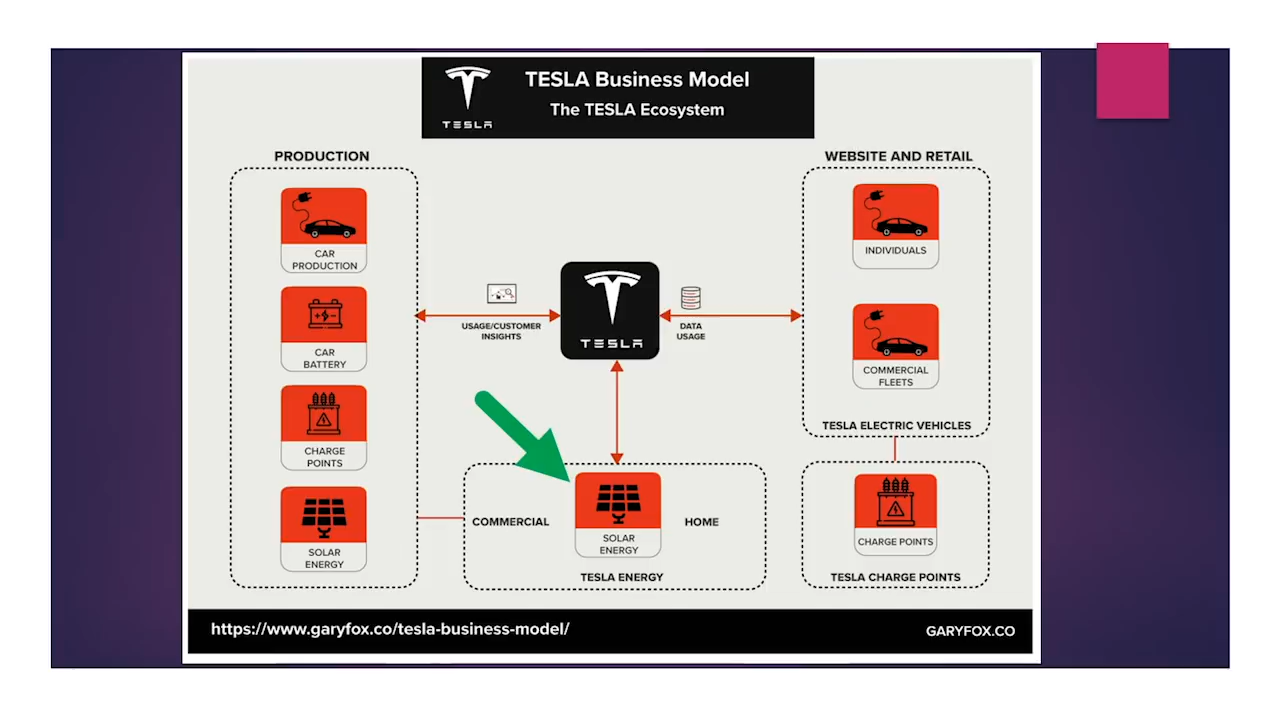 TESLA
TESLA Business Model
The TESLA Ecosystem
PRODUCTION
CAR
PRODUCTION
CAR
BATTERY
CHARGE
POINTS
SOLAR
ENERGY
USAGE/CUSTOMER
INSIGHTS
TESLA
DATA
USAGE
COMMERCIAL
SOLAR
ENERGY
HOME
TESLA ENERGY
WEBSITE AND RETAIL
INDIVIDUALS
COMMERCIAL
FLEETS
TESLA ELECTRIC VEHICLES
CHARGE POINTS
TESLA CHARGE POINTS
https://www.garyfox.co/tesla-business-model/
GARYFOX.CO